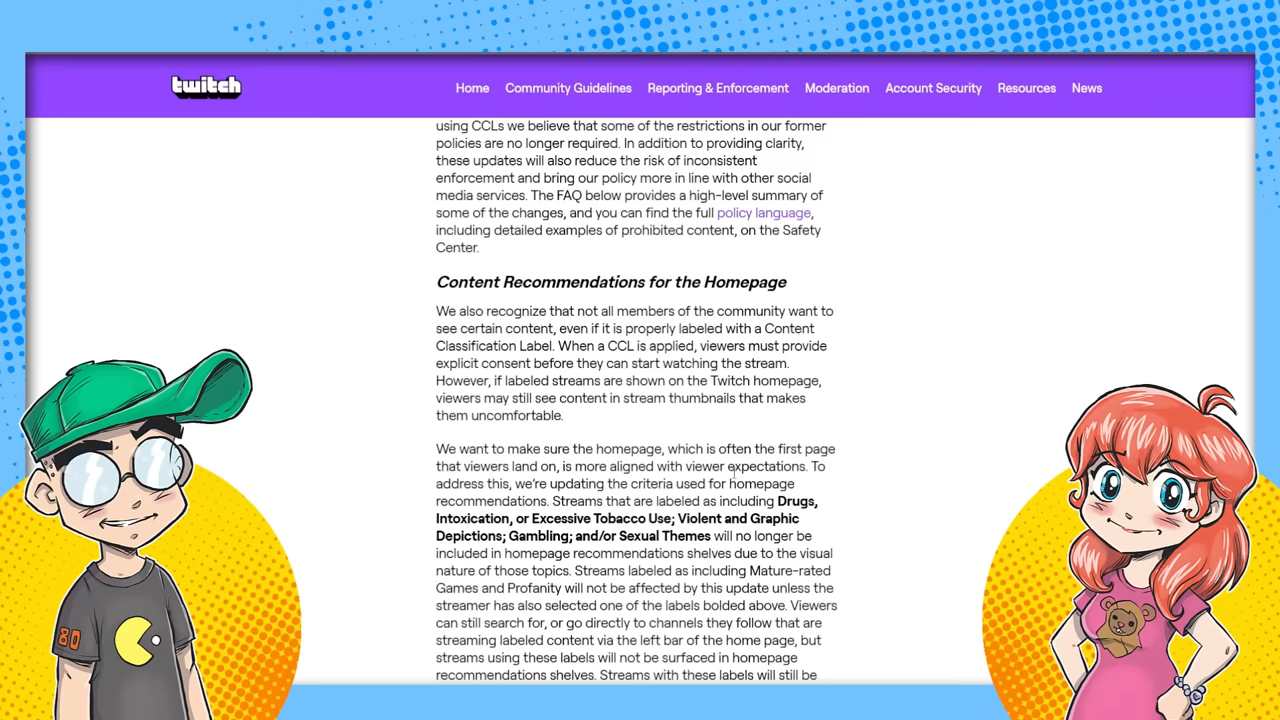 twitch
Home Community Guidelines Reporting & Enforcement Moderation Account Security Resources News
using CCLs we believe that some of the restrictions in our former
policies are no longer required. In addition to providing clarity,
these updates will also reduce the risk of inconsistent
enforcement and bring our policy more in line with other social
media services. The FAQ below provides a high-level summary of
some of the changes, and you can find the full policy language,
including detailed examples of prohibited content, on the Safety
Center.
Content Recommendations for the Homepage
We also recognize that not all members of the community want to
see certain content, even if it is properly labeled with a Content
Classification Label. When a CCL is applied, viewers must provide
explicit consent before they can start watching the stream.
However, if labeled streams are shown on the Twitch homepage,
viewers may still see content in stream thumbnails that makes
them uncomfortable.
We want to make sure the homepage, which is often the first page
that viewers land on, is more aligned with viewer expectations. To
address this, we're updating the criteria used for homepage
recommendations. Streams that are labeled as including Drugs,
Intoxication, or Excessive Tobacco Use; Violent and Graphic
Depictions; Gambling; and/or Sexual Themes will no longer be
included in homepage recommendations shelves due to the visual
nature of those topics. Streams labeled as including Mature-rated
Games and Profanity will not be affected by this update unless the
streamer has also selected one of the labels bolded above. Viewers
can still search for, or go directly to channels they follow that are
streaming labeled content via the left bar of the home page, but
streams using these labels will not be surfaced in homepage
recommendations shelves. Streams with these labels will still be
80